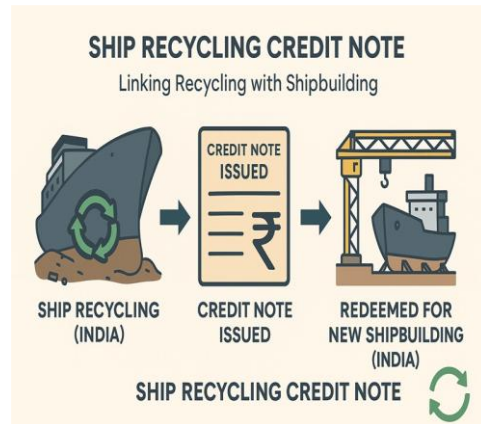 SHIP RECYCLING CREDIT NOTE
Linking Recycling with Shipbuilding
CREDIT NOTE
ISSUED
₹
SHIP RECYCLING
(INDIA)
CREDIT NOTE
ISSUED
REDEEMED FOR
NEW SHIPBUILDING
(INDIA)
SHIP RECYCLING CREDIT NOTE